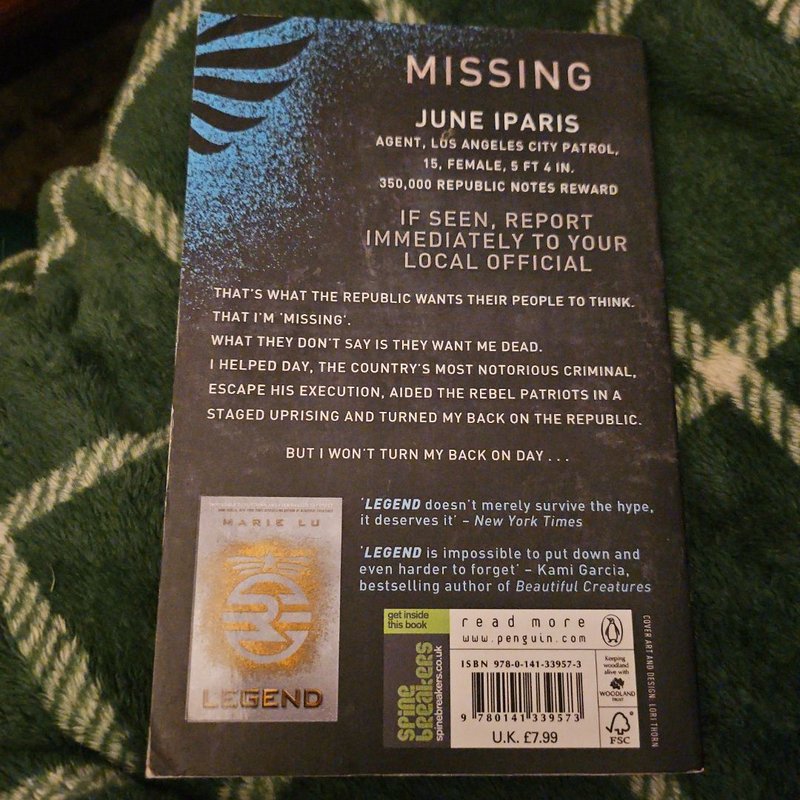 MISSING
JUNE IPARIS
AGENT, LOS ANGELES CITY PATROL,
15, FEMALE, 5 FT 4 IN.
350,000 REPUBLIC NOTES REWARD
IF SEEN, REPORT
IMMEDIATELY TO YOUR
LOCAL OFFICIAL
THAT'S WHAT THE REPUBLIC WANTS THEIR PEOPLE TO THINK.
THAT I'M 'MISSING'.
WHAT THEY DON'T SAY IS THEY WANT ME DEAD.
I HELPED DAY, THE COUNTRY'S MOST NOTORIOUS CRIMINAL,
ESCAPE HIS EXECUTION, AIDED THE REBEL PATRIOTS IN A
STAGED UPRISING AND TURNED MY BACK ON THE REPUBLIC.
BUT I WON'T TURN MY BACK ON DAY . . .
MARIE LU
LEGEND
'LEGEND doesn't merely survive the hype,
it deserves it' – New York Times
'LEGEND is impossible to put down and
even harder to forget' – Kami Garcia,
bestselling author of Beautiful Creatures
get inside
this book
spine
breakers
spinebreakers.co.uk
read more
www.penguin.com
ISBN 978-0-141-33957-3
9 780141 339573
U.K. £7.99
Keeping
woodland
alive with
WOODLAND
TRUST
FSC
COVER ART AND DESIGN: LORI THORN